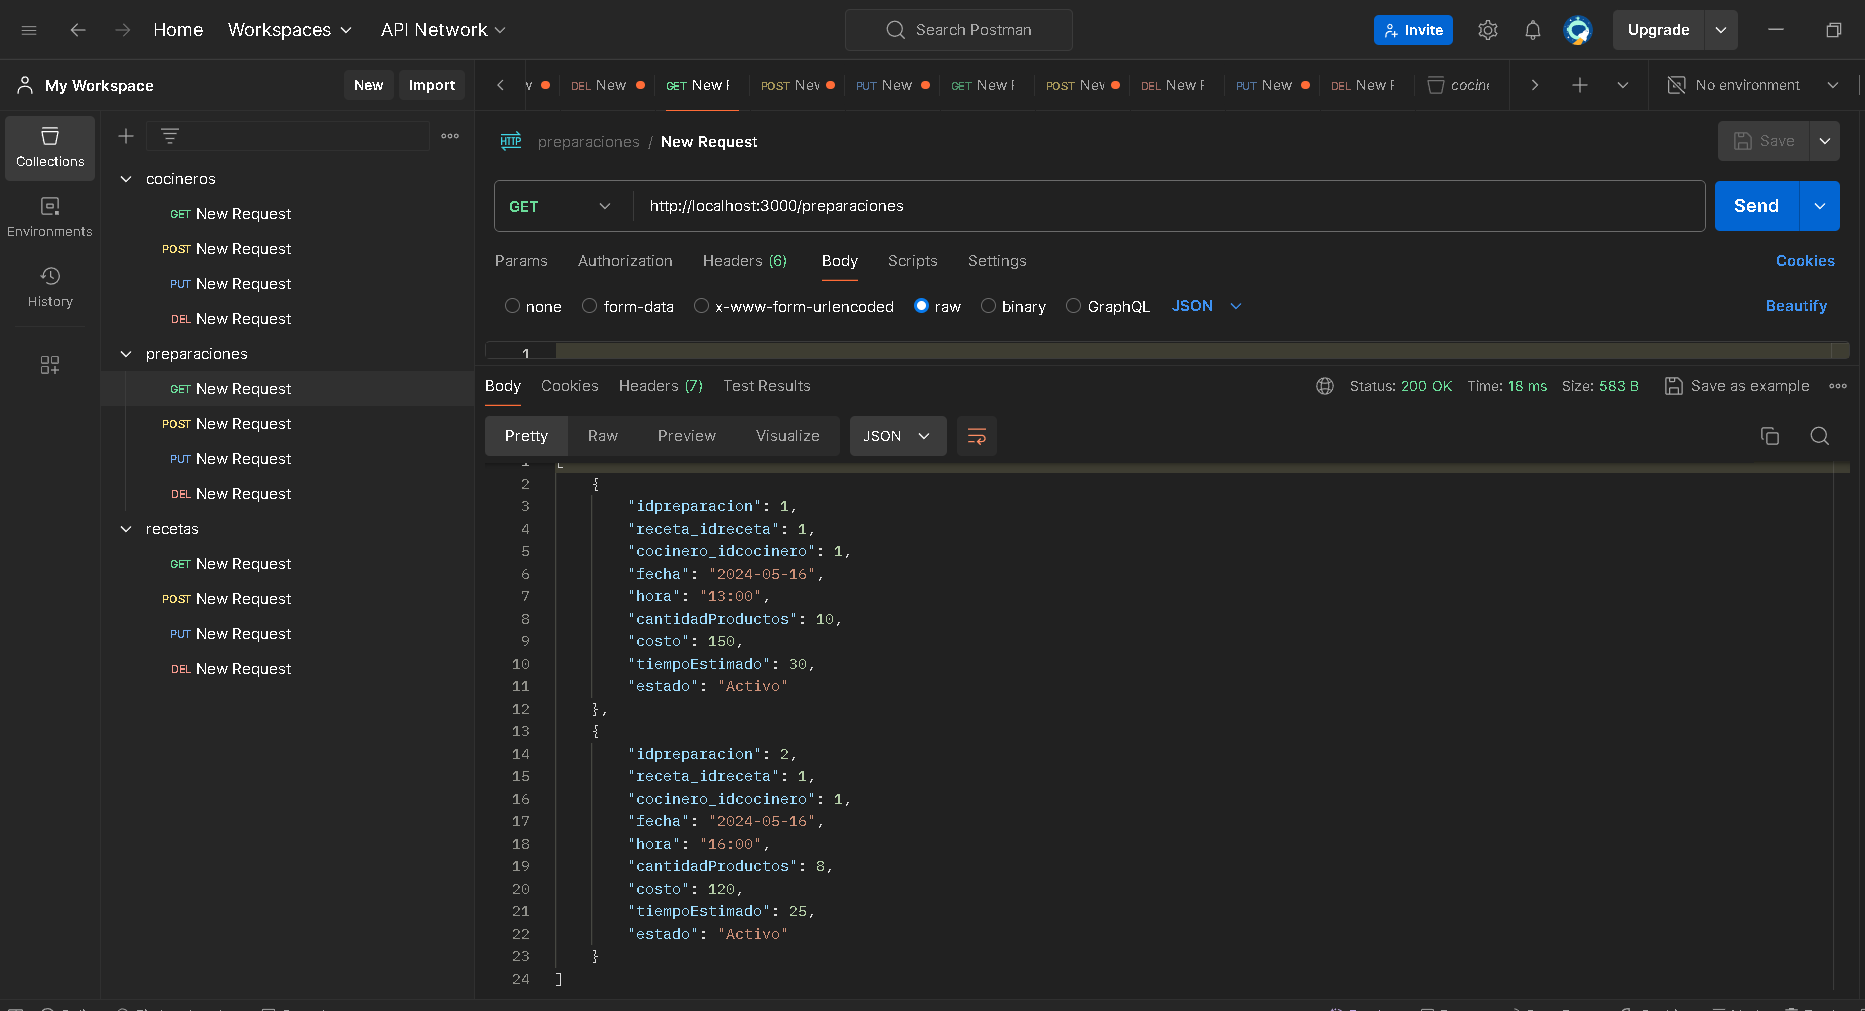 Home Workspaces API Network Search Postman Invite Upgrade
My Workspace New Import
DEL New GET New POST New PUT New GET New POST New DEL New PUT New DEL New No environment
Collections
Environments
History
cocineros
GET New Request
POST New Request
PUT New Request
DEL New Request
preparaciones
GET New Request
POST New Request
PUT New Request
DEL New Request
recetas
GET New Request
POST New Request
PUT New Request
DEL New Request
HTTP preparaciones / New Request Save
GET http://localhost:3000/preparaciones Send
Params Authorization Headers (6) Body Scripts Settings Cookies
none form-data x-www-form-urlencoded raw binary GraphQL JSON Beautify
1
Body Cookies Headers (7) Test Results Status: 200 OK Time: 18 ms Size: 583 B Save as example
Pretty Raw Preview Visualize JSON
1 [
2 {
3 "idpreparacion": 1,
4 "receta_idreceta": 1,
5 "cocinero_idcocinero": 1,
6 "fecha": "2024-05-16",
7 "hora": "13:00",
8 "cantidadProductos": 10,
9 "costo": 150,
10 "tiempoEstimado": 30,
11 "estado": "Activo"
12 },
13 {
14 "idpreparacion": 2,
15 "receta_idreceta": 1,
16 "cocinero_idcocinero": 1,
17 "fecha": "2024-05-16",
18 "hora": "16:00",
19 "cantidadProductos": 8,
20 "costo": 120,
21 "tiempoEstimado": 25,
22 "estado": "Activo"
23 }
24 ]